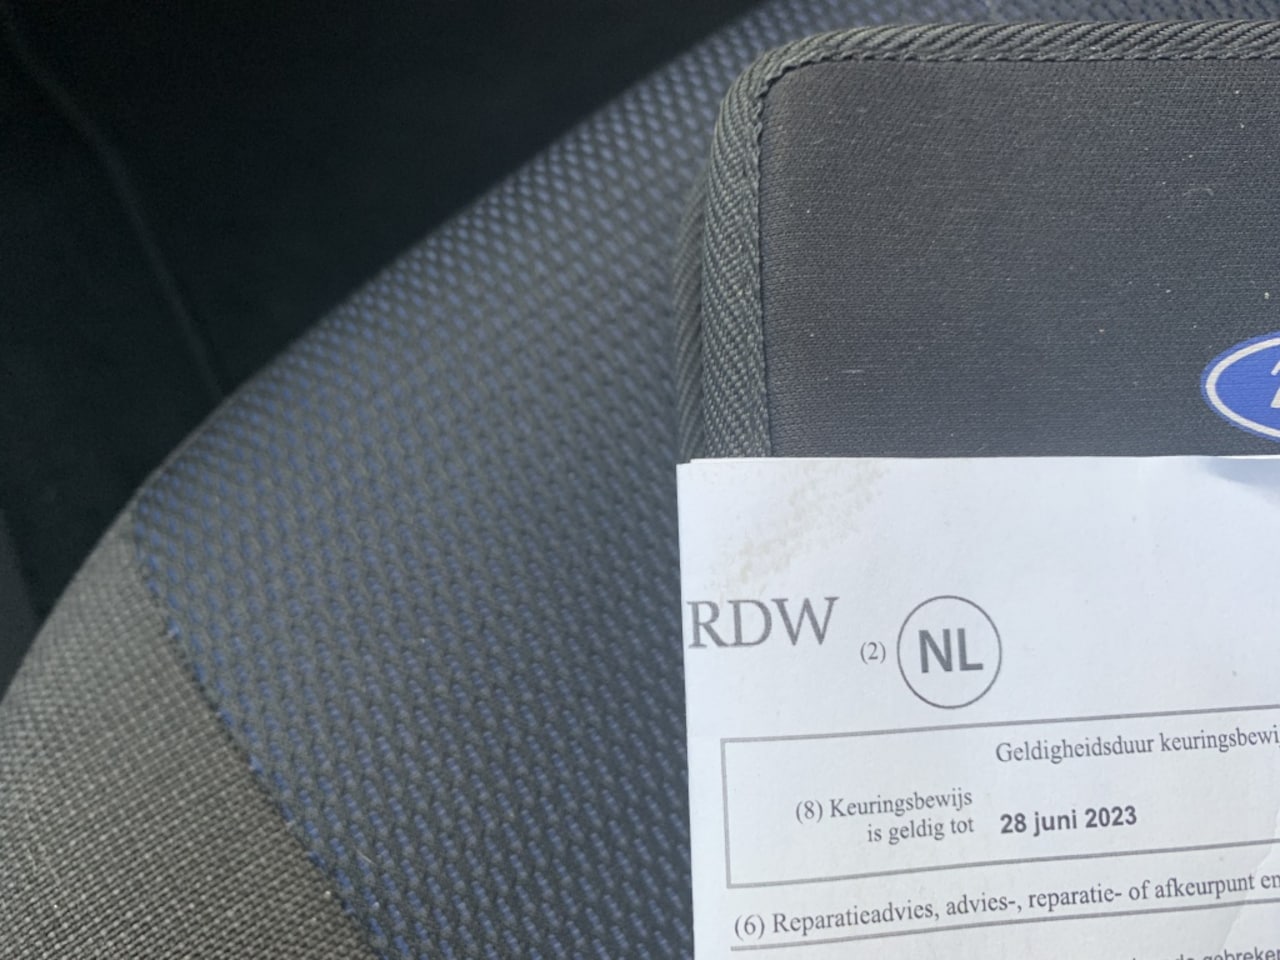 RDW
(2) NL
Geldigheidsduur keuringsbewi
(8) Keuringsbewijs
is geldig tot 28 juni 2023
(6) Reparatieadvies, advies-, reparatie- of afkeurpunt en